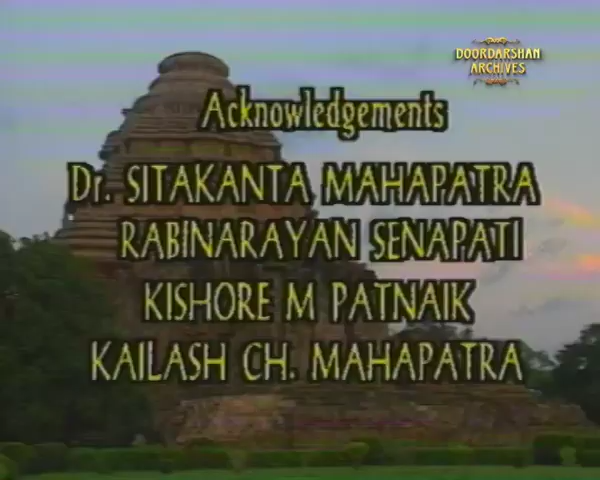 DOORDARSHAN
ARCHIVES
Acknowledgements
Dr. SITAKANTA MAHAPATRA
RABINARAYAN SENAPATI
KISHORE M PATNAIK
KAILASH CH. MAHAPATRA